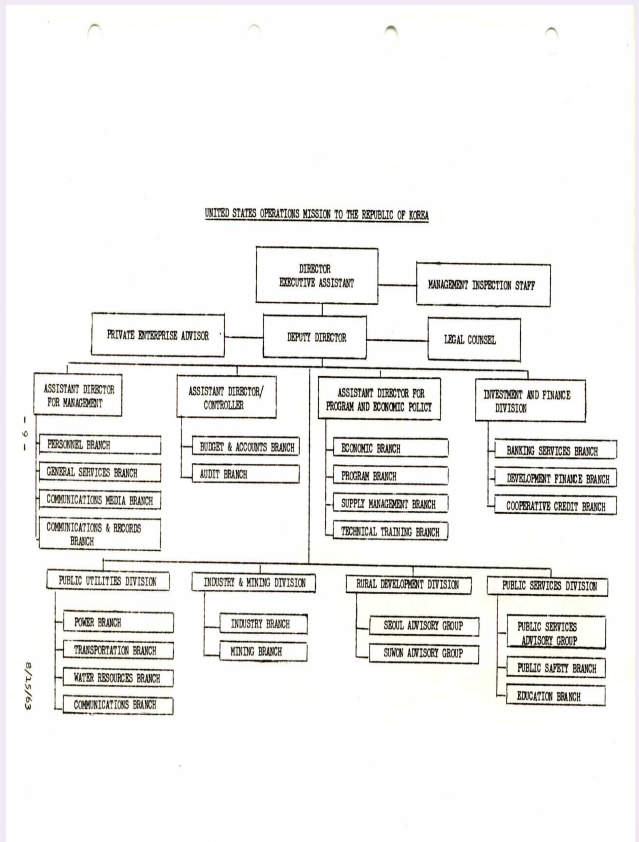 UNITED STATES OPERATIONS MISSION TO THE REPUBLIC OF KOREA
DIRECTOR
EXECUTIVE ASSISTANT
MANAGEMENT INSPECTION STAFF
PRIVATE ENTERPRISE ADVISOR
DEPUTY DIRECTOR
LEGAL COUNSEL
ASSISTANT DIRECTOR
FOR MANAGEMENT
PERSONNEL BRANCH
GENERAL SERVICES BRANCH
COMMUNICATIONS MEDIA BRANCH
COMMUNICATIONS & RECORDS
BRANCH
ASSISTANT DIRECTOR/
CONTROLLER
BUDGET & ACCOUNTS BRANCH
AUDIT BRANCH
ASSISTANT DIRECTOR FOR
PROGRAM AND ECONOMIC POLICY
ECONOMIC BRANCH
PROGRAM BRANCH
SUPPLY MANAGEMENT BRANCH
TECHNICAL TRAINING BRANCH
INVESTMENT AND FINANCE
DIVISION
BANKING SERVICES BRANCH
DEVELOPMENT FINANCE BRANCH
COOPERATIVE CREDIT BRANCH
PUBLIC UTILITIES DIVISION
POWER BRANCH
TRANSPORTATION BRANCH
WATER RESOURCES BRANCH
COMMUNICATIONS BRANCH
INDUSTRY & MINING DIVISION
INDUSTRY BRANCH
MINING BRANCH
RURAL DEVELOPMENT DIVISION
SEOUL ADVISORY GROUP
SUWON ADVISORY GROUP
PUBLIC SERVICES DIVISION
PUBLIC SERVICES
ADVISORY GROUP
PUBLIC SAFETY BRANCH
EDUCATION BRANCH
- 9 -
8/15/63